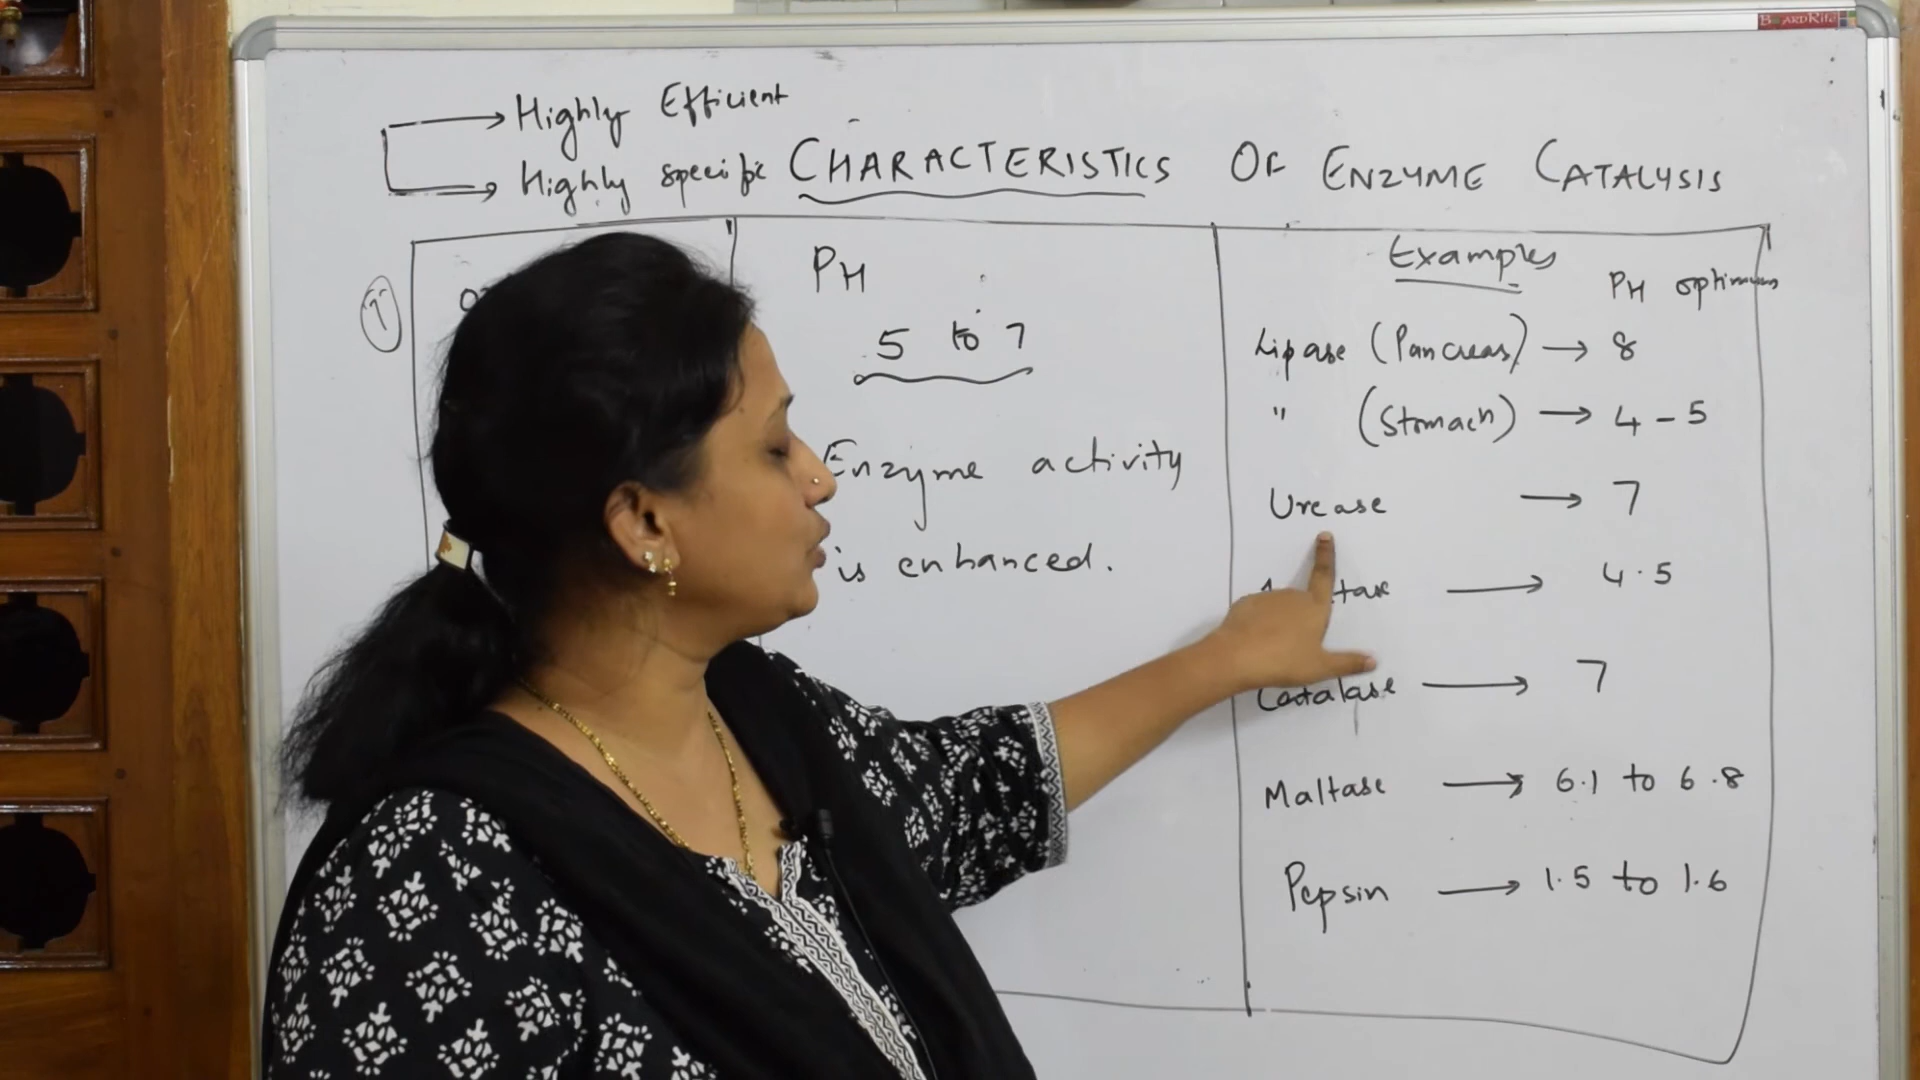 BOARDRITE
Highly Efficient
Highly specific
CHARACTERISTICS OF ENZYME CATALYSIS
PH
5 to 7
Enzyme activity
is enhanced.
Examples
PH optimum
Lipase (Pancreas) → 8
" (Stomach) → 4 - 5
Urease → 7
→ 4.5
Catalase → 7
Maltase → 6.1 to 6.8
Pepsin → 1.5 to 1.6